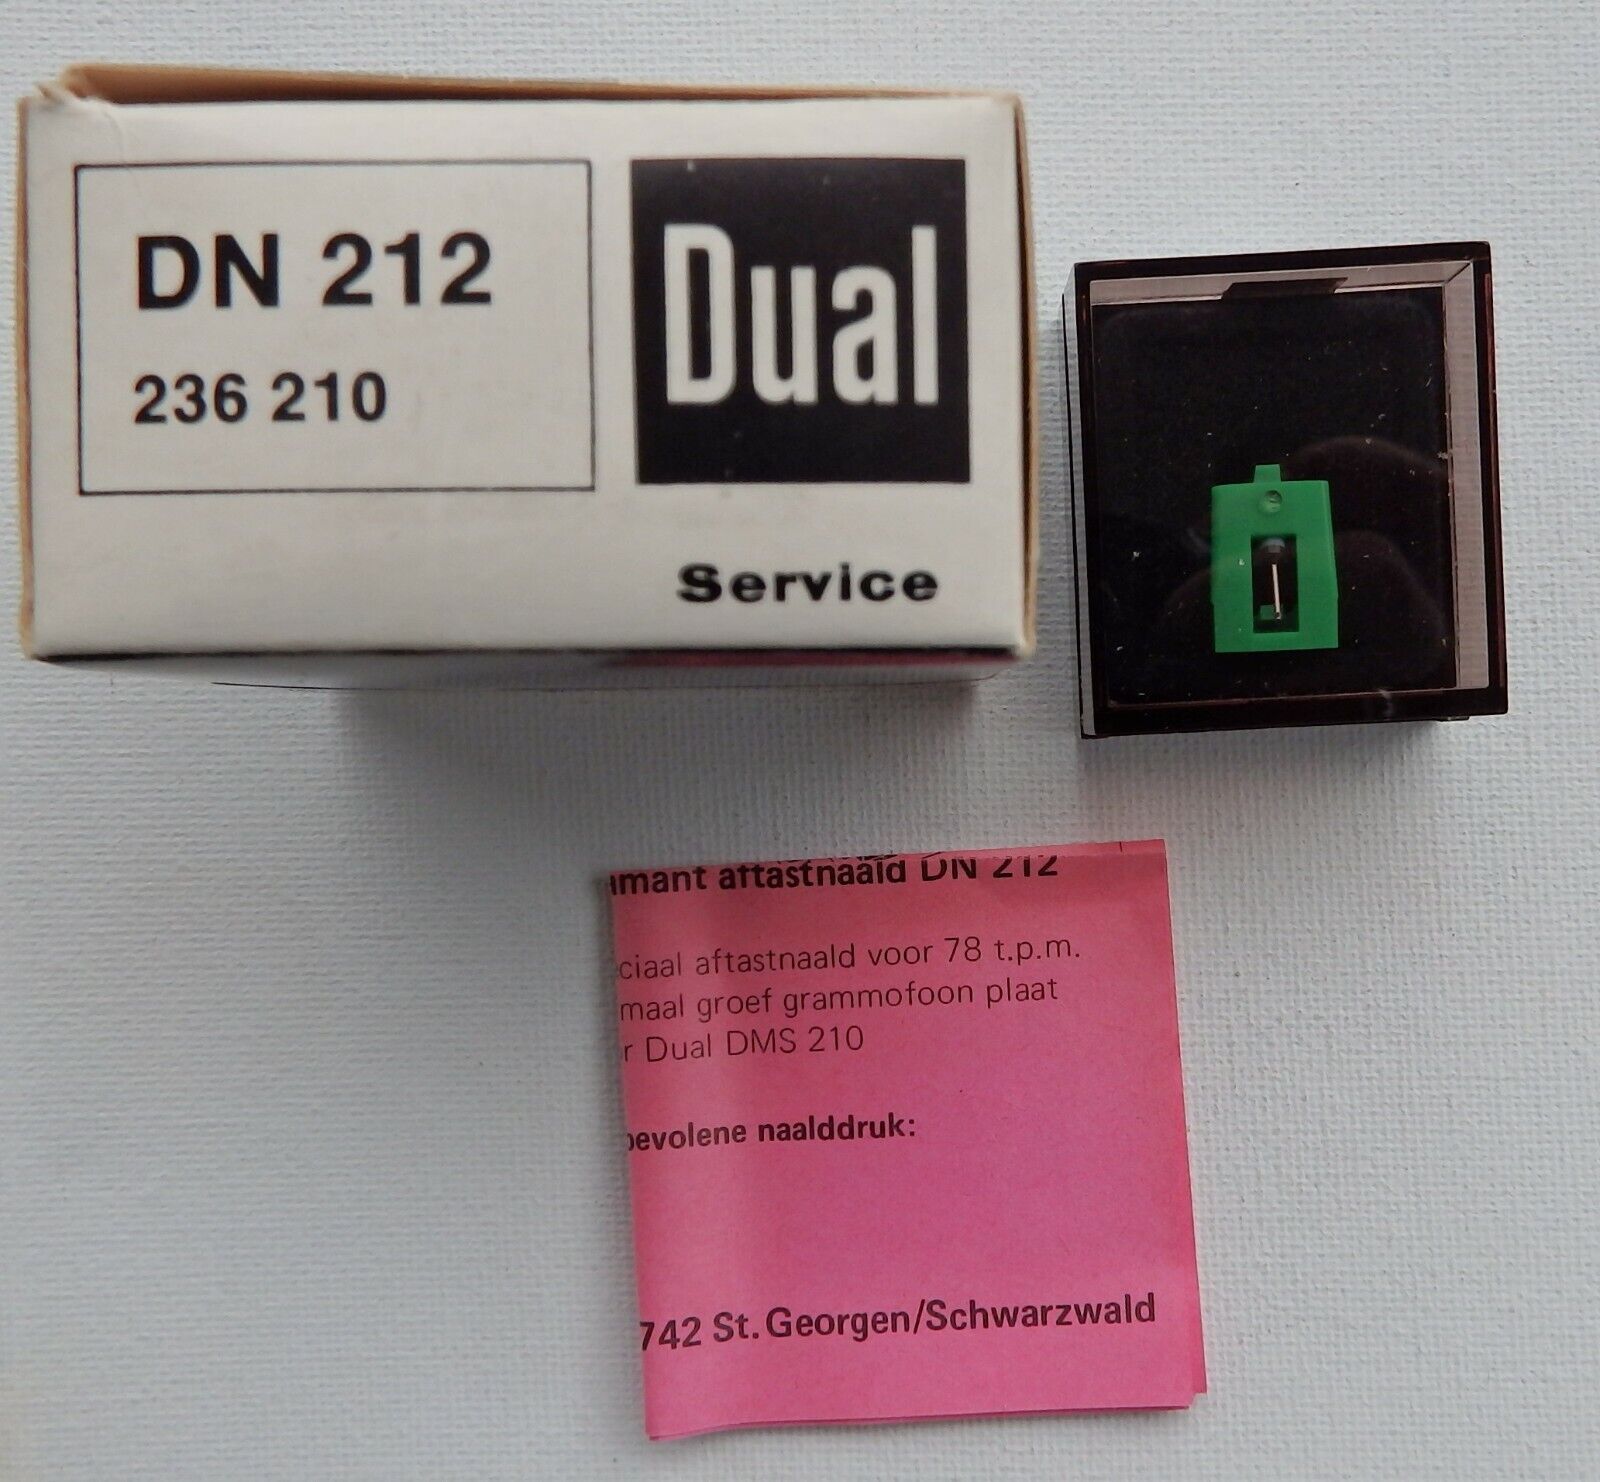 DN 212
236 210
Dual
Service
mant aftastnaald DN 212
ciaal aftastnaald voor 78 t.p.m.
maal groef grammofoon plaat
r Dual DMS 210
bevolene naalddruk:
742 St. Georgen/Schwarzwald